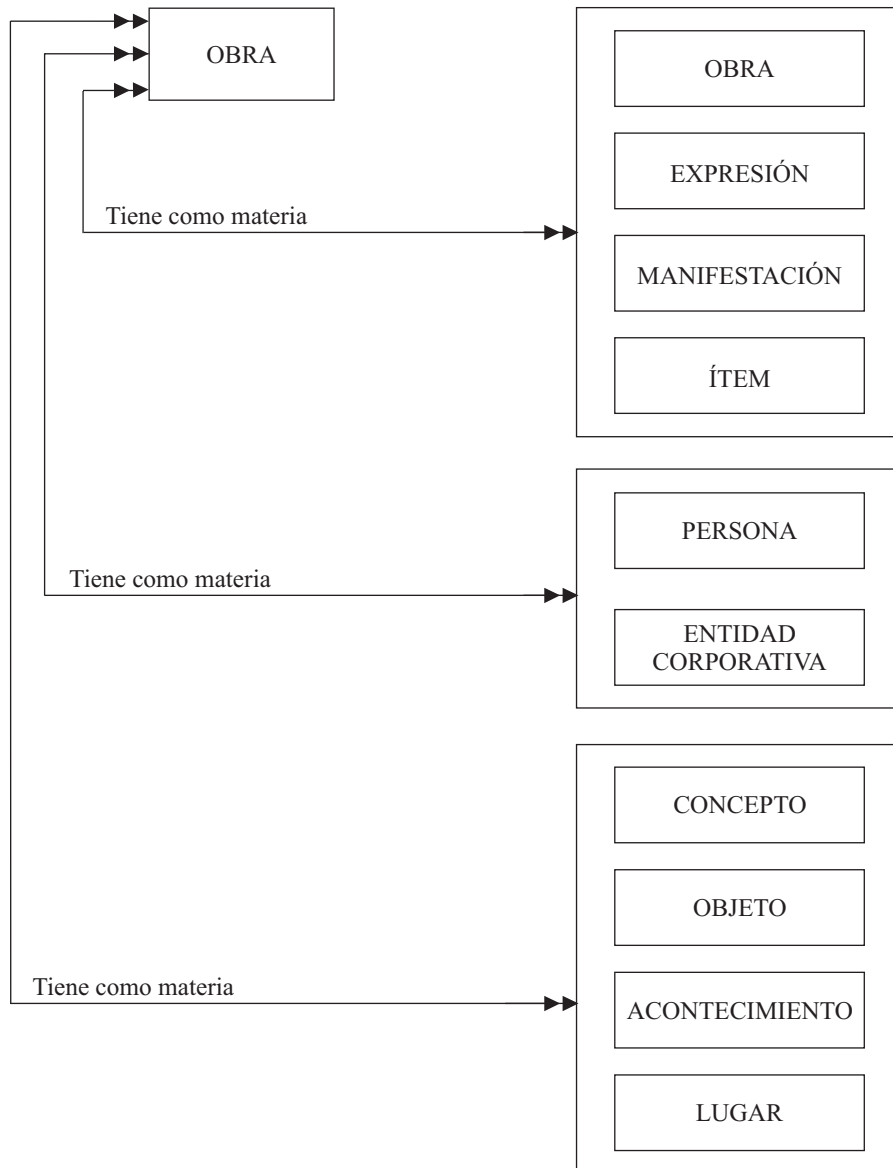 OBRA
OBRA
EXPRESIÓN
Tiene como materia
MANIFESTACIÓN
ÍTEM
PERSONA
Tiene como materia
ENTIDAD
CORPORATIVA
CONCEPTO
OBJETO
Tiene como materia
ACONTECIMIENTO
LUGAR